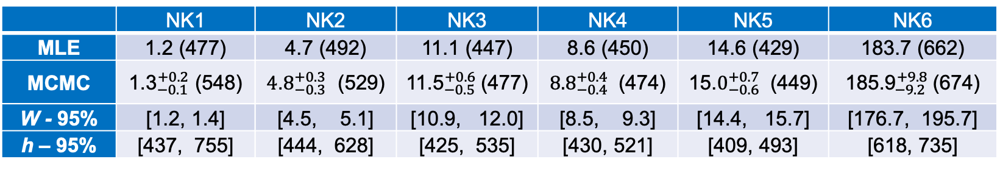 NK1 NK2 NK3 NK4 NK5 NK6
MLE 1.2 (477) 4.7 (492) 11.1 (447) 8.6 (450) 14.6 (429) 183.7 (662)
MCMC 1.3^{+0.2}_{−0.1} (548) 4.8^{+0.3}_{−0.3} (529) 11.5^{+0.6}_{−0.5} (477) 8.8^{+0.4}_{−0.4} (474) 15.0^{+0.7}_{−0.6} (449) 185.9^{+9.8}_{−9.2} (674)
W - 95% [1.2, 1.4] [4.5, 5.1] [10.9, 12.0] [8.5, 9.3] [14.4, 15.7] [176.7, 195.7]
h – 95% [437, 755] [444, 628] [425, 535] [430, 521] [409, 493] [618, 735]